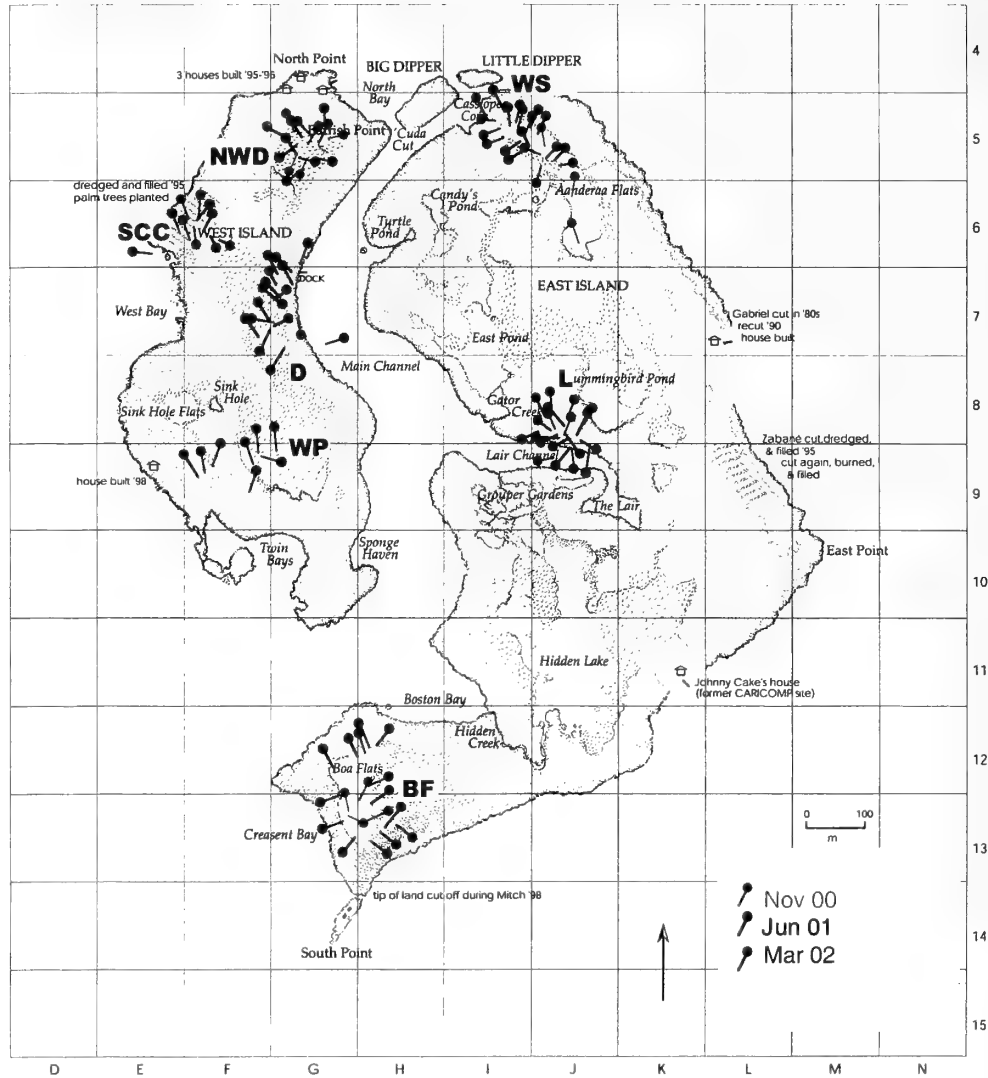 4
North Point
LITTLE DIPPER
BIG DIPPER
3 houses built '95-'96
WS
North
Bay
Cassiope
Cove
Parrish Point
Cuda
Cut
5
NWD
dredged and filled '95
palm trees planted
Candy's
Pond
Aanderaa Flats
Turtle
Pond
SCC
WEST ISLAND
6
DOCK
EAST ISLAND
West Bay
Gabriel cut in '80s
recut '90
house built
7
East Pond
Main Channel
D
Lummingbird Pond
Sink
Hole
Sink Hole Flats
Gator
Creek
8
WP
Lair Channel
Zabane cut, dredged,
& filled '95
cut again, burned,
& filled
house built '98
Grouper Gardens
The Lair
9
Twin
Bays
Sponge
Haven
East Point
10
Hidden Lake
11
Johnny Cake's house
(former CARICOMP site)
Boston Bay
Hidden
Creek
12
Boa Flats
BF
0 100
m
Creasent Bay
13
tip of land cut off during Mitch '98
Nov 00
Jun 01
Mar 02
14
South Point
15
D E F G H I J K L M N